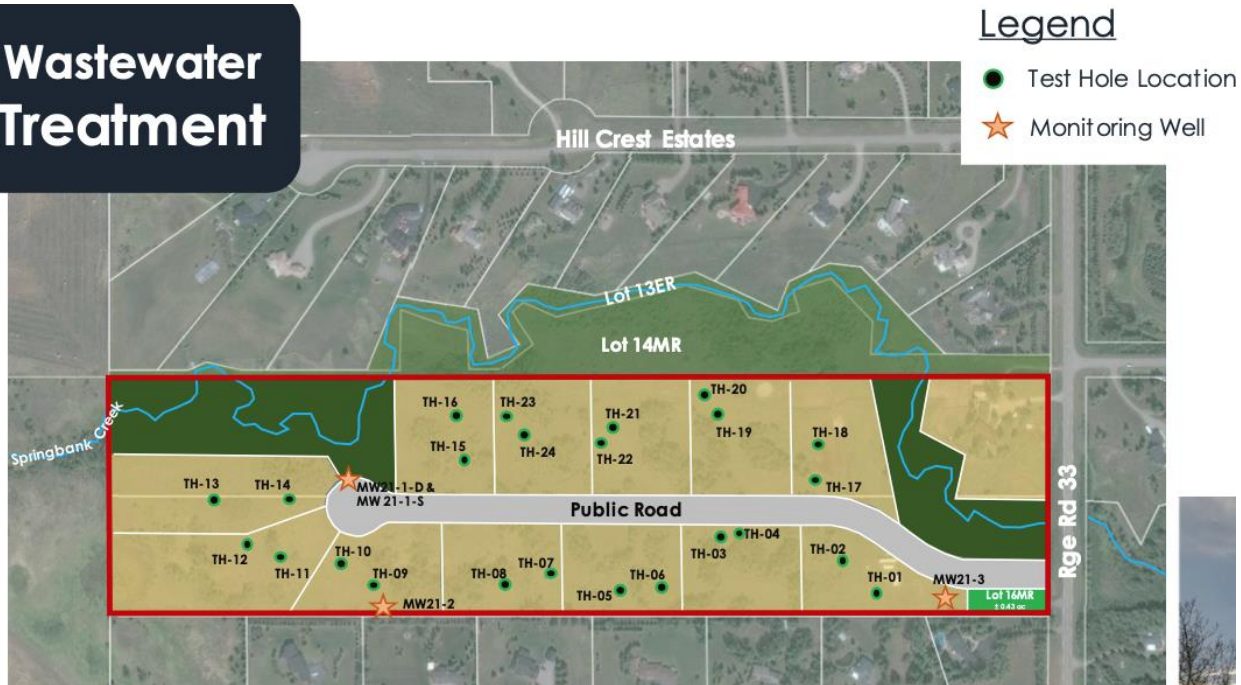 Wastewater
Treatment
Legend
Test Hole Location
Monitoring Well
Hill Crest Estates
Lot 13ER
Lot 14MR
Springbank Creek
TH-16
TH-23
TH-21
TH-20
TH-19
TH-18
TH-15
TH-24
TH-22
TH-17
TH-13
TH-14
MW21-1-D &
MW 21-1-S
Public Road
Rge Rd 33
TH-12
TH-11
TH-10
TH-09
TH-08
TH-07
TH-05
TH-06
TH-03
TH-04
TH-02
TH-01
MW21-2
MW21-3
Lot 16MR
± 0.43 ac